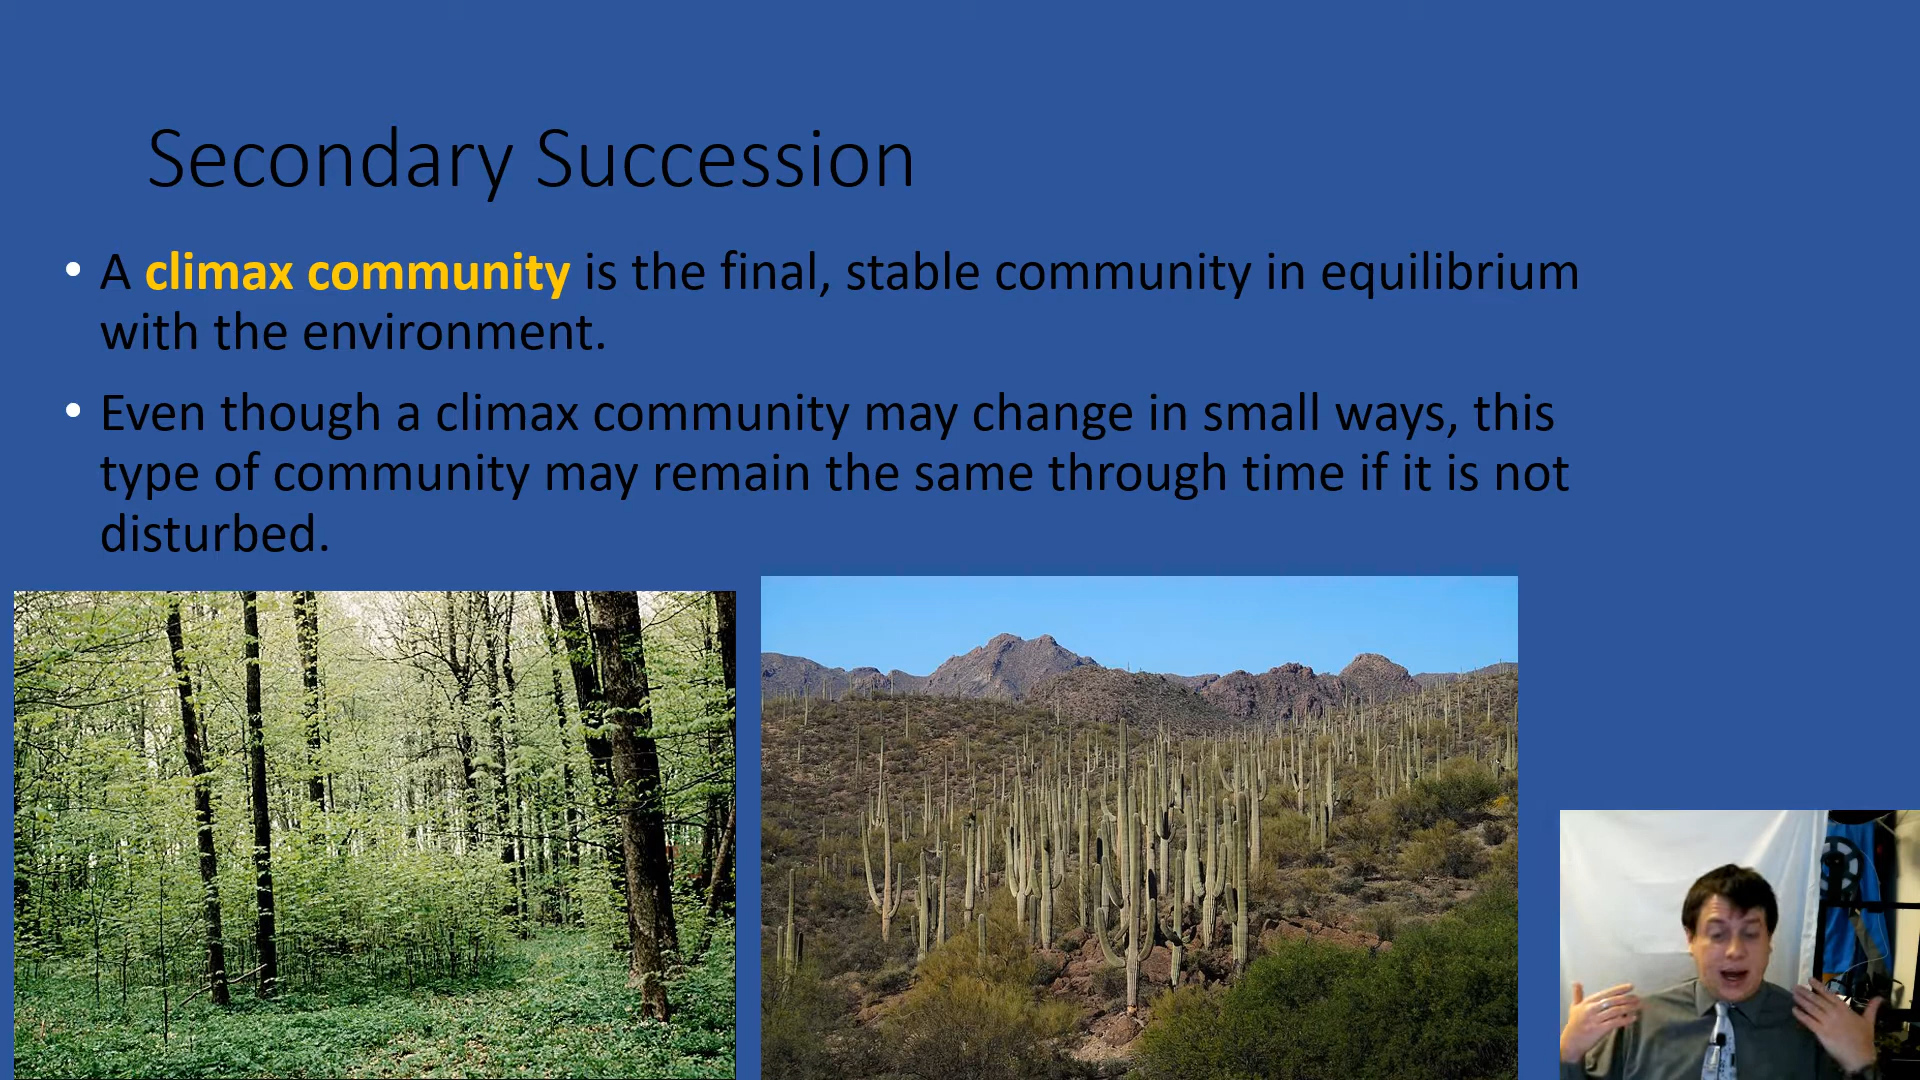 Secondary Succession
• A climax community is the final, stable community in equilibrium
with the environment.
• Even though a climax community may change in small ways, this
type of community may remain the same through time if it is not
disturbed.